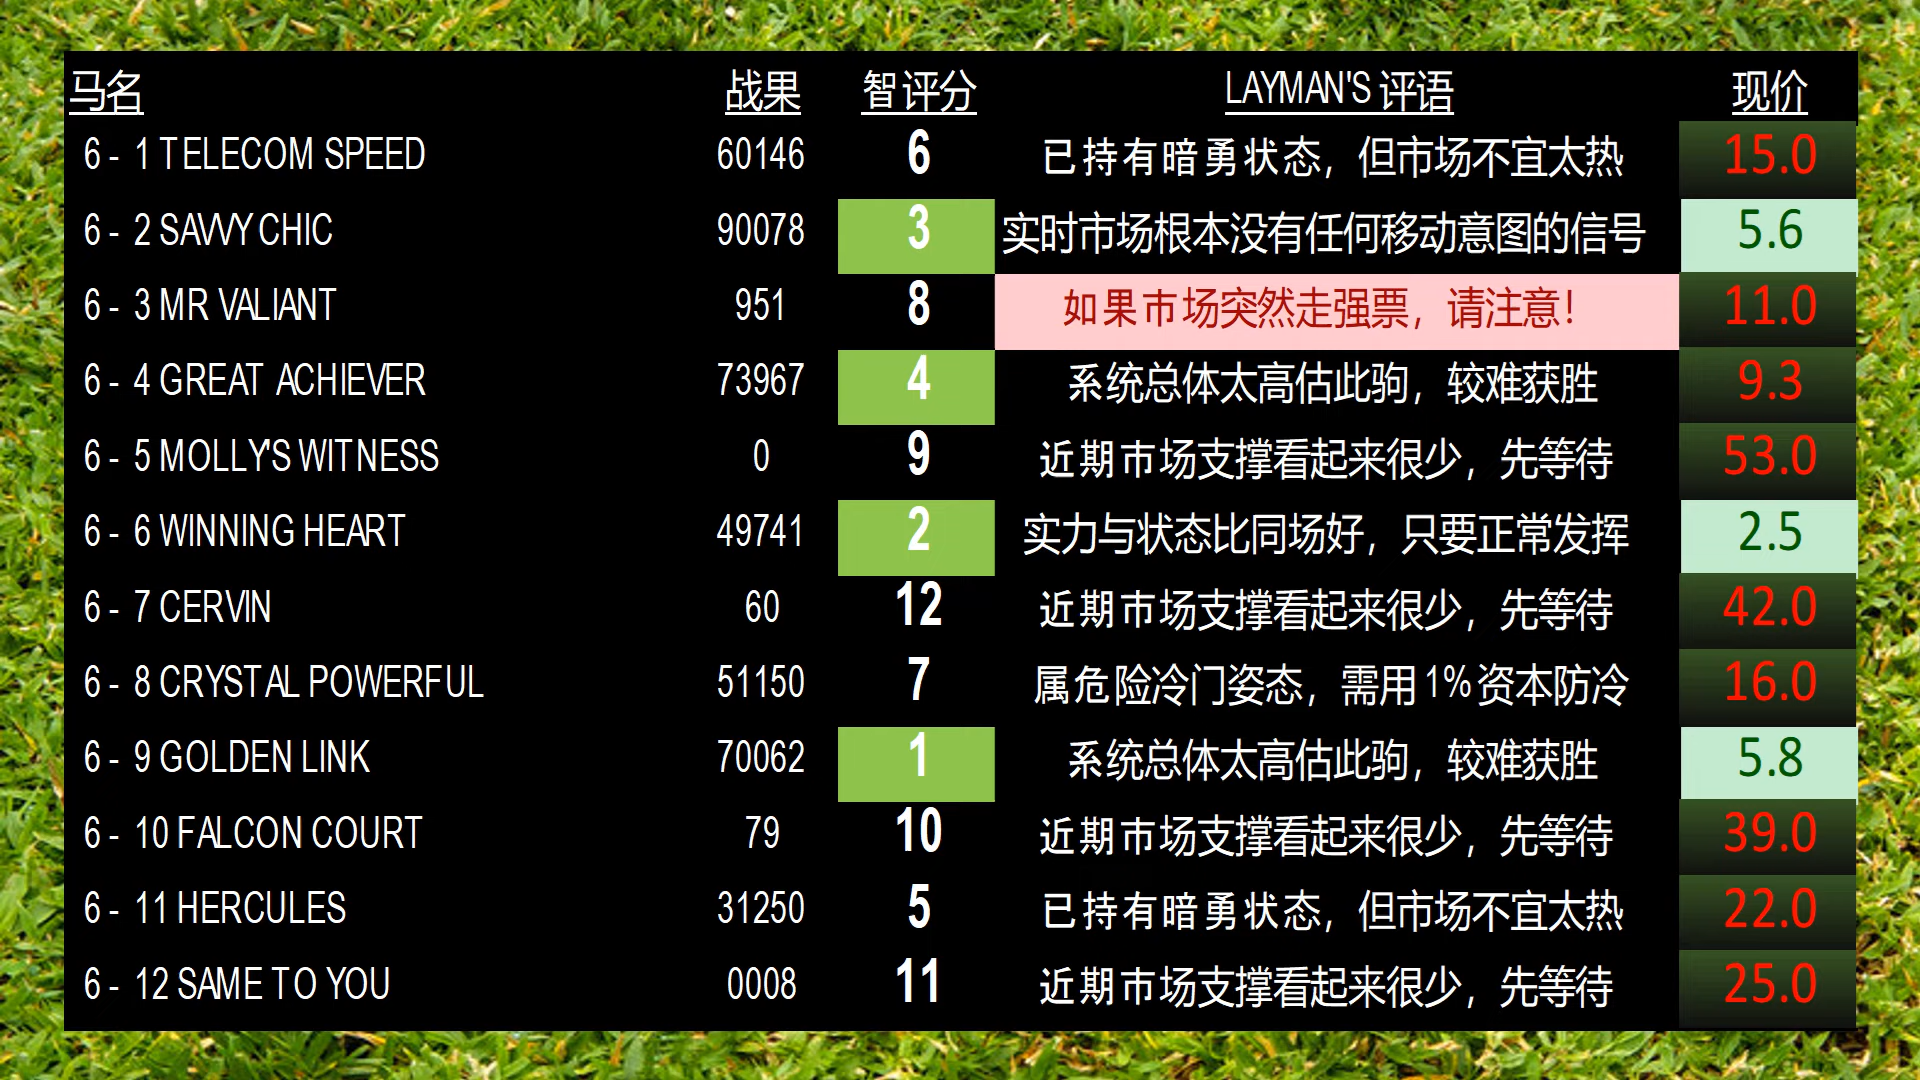 马名 战果 智评分 LAYMAN'S 评语 现价
6 - 1 TELECOM SPEED 60146 6 已持有暗勇状态，但市场不宜太热 15.0
6 - 2 SAVVY CHIC 90078 3 实时市场根本没有任何移动意图的信号 5.6
6 - 3 MR VALIANT 951 8 如果市场突然走强票，请注意！ 11.0
6 - 4 GREAT ACHIEVER 73967 4 系统总体太高估此驹，较难获胜 9.3
6 - 5 MOLLY'S WITNESS 0 9 近期市场支撑看起来很少，先等待 53.0
6 - 6 WINNING HEART 49741 2 实力与状态比同场好，只要正常发挥 2.5
6 - 7 CERVIN 60 12 近期市场支撑看起来很少，先等待 42.0
6 - 8 CRYSTAL POWERFUL 51150 7 属危险冷门姿态，需用1%资本防冷 16.0
6 - 9 GOLDEN LINK 70062 1 系统总体太高估此驹，较难获胜 5.8
6 - 10 FALCON COURT 79 10 近期市场支撑看起来很少，先等待 39.0
6 - 11 HERCULES 31250 5 已持有暗勇状态，但市场不宜太热 22.0
6 - 12 SAME TO YOU 0008 11 近期市场支撑看起来很少，先等待 25.0